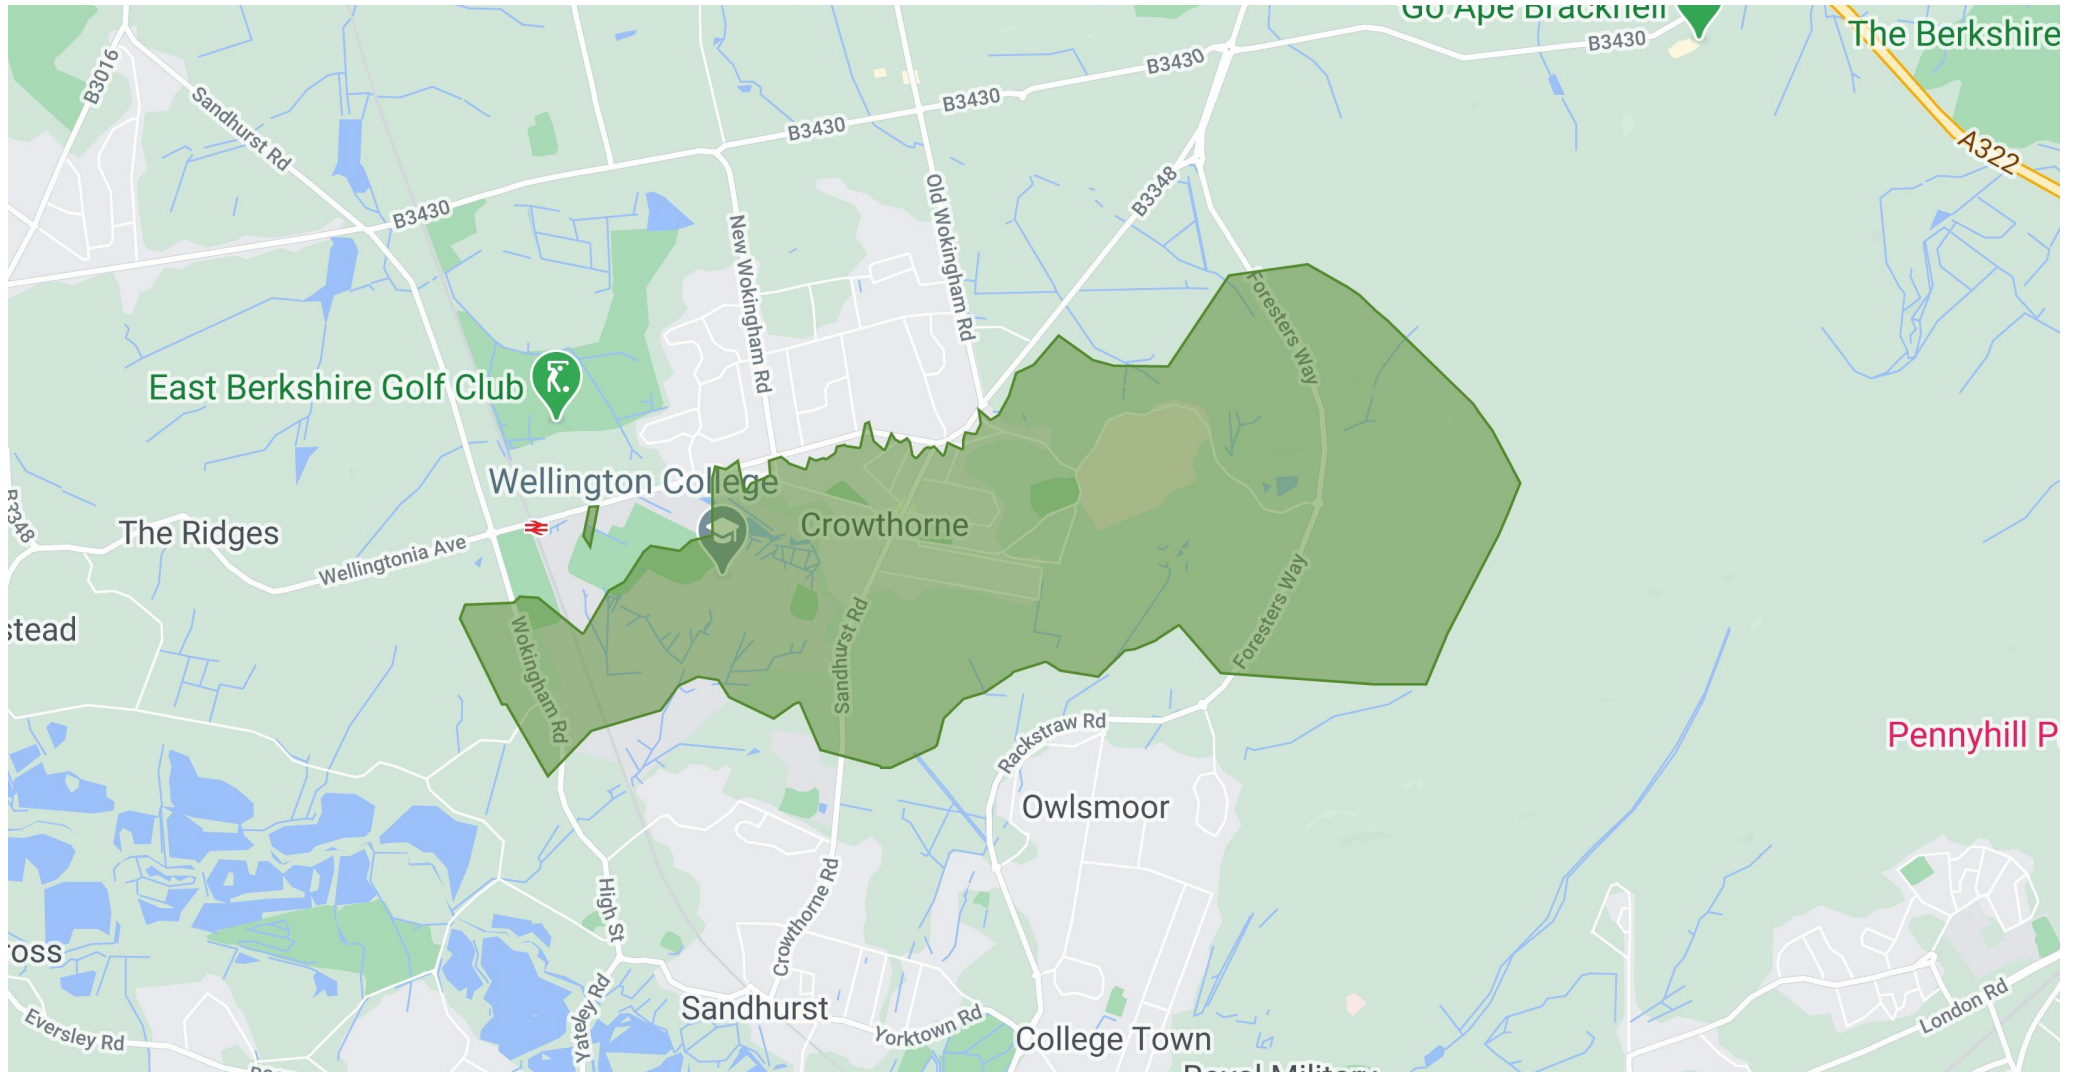 Go Ape Bracknell
The Berkshire
B3430
B3016
B3430
Sandhurst Rd
B3430
B3430
A322
B3348
Old Wokingham Rd
B3430
New Wokingham Rd
Foresters Way
East Berkshire Golf Club
Wellington College
B3348
The Ridges
Crowthorne
Wellingtonia Ave
Foresters Way
stead
Wokingham Rd
Sandhurst Rd
Rackstraw Rd
Pennyhill P
Owlsmoor
High St
Crowthorne Rd
oss
Yateley Rd
Sandhurst
London Rd
Eversley Rd
Yorktown Rd
College Town
Royal Military